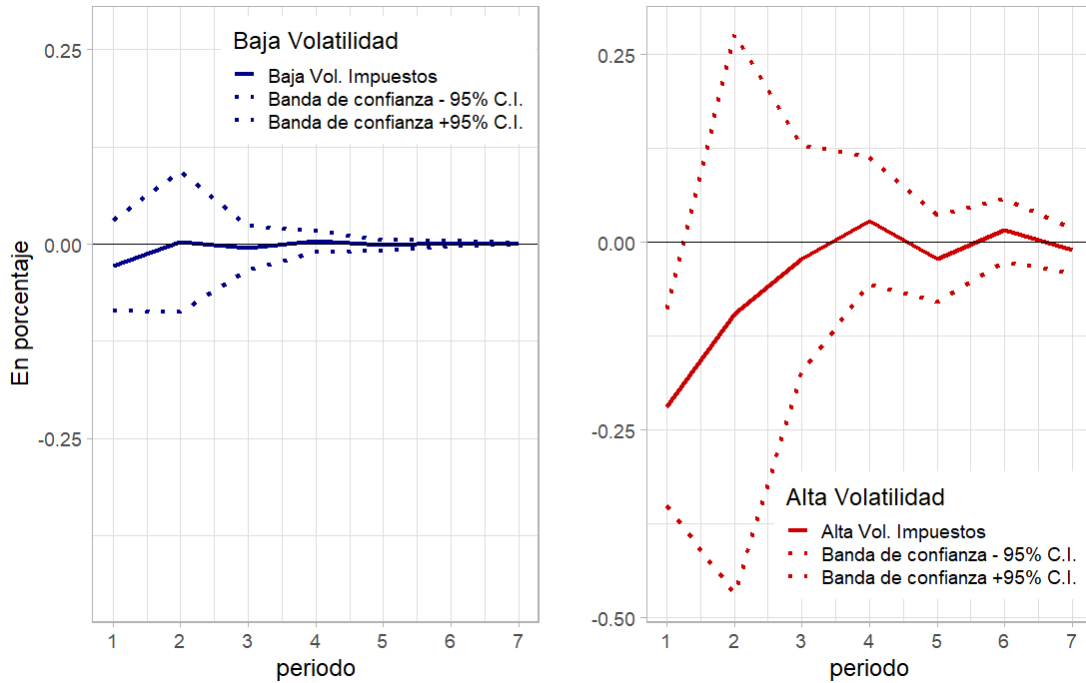 Baja Volatilidad
Baja Vol. Impuestos
Banda de confianza - 95% C.I.
Banda de confianza +95% C.I.
En porcentaje
0.25
0.00
-0.25
1 2 3 4 5 6 7
periodo
0.25
0.00
-0.25
-0.50
Alta Volatilidad
Alta Vol. Impuestos
Banda de confianza - 95% C.I.
Banda de confianza +95% C.I.
1 2 3 4 5 6 7
periodo